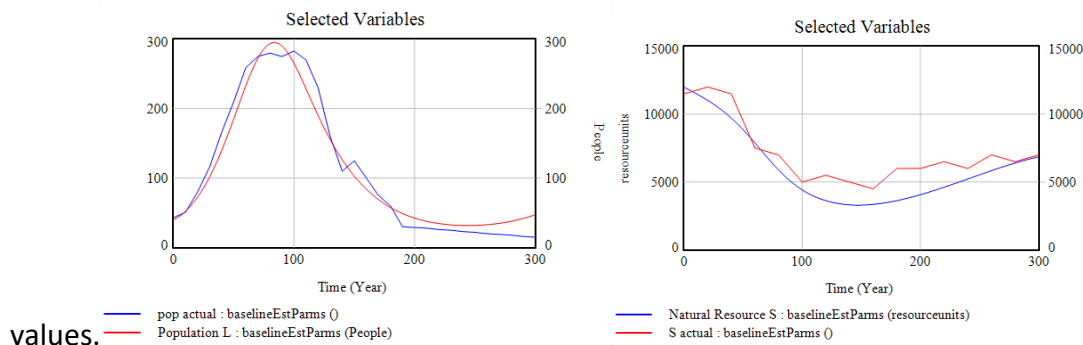 Selected Variables
300
200
100
0
300
200
100
0
0
100
200
300
Time (Year)
pop actual : baselineEstParms ()
Population L : baselineEstParms (People)
Selected Variables
People
resourceunits
15000
10000
5000
0
15000
10000
5000
0
0
100
200
300
Time (Year)
Natural Resource S : baselineEstParms (resourceunits)
S actual : baselineEstParms ()
values.